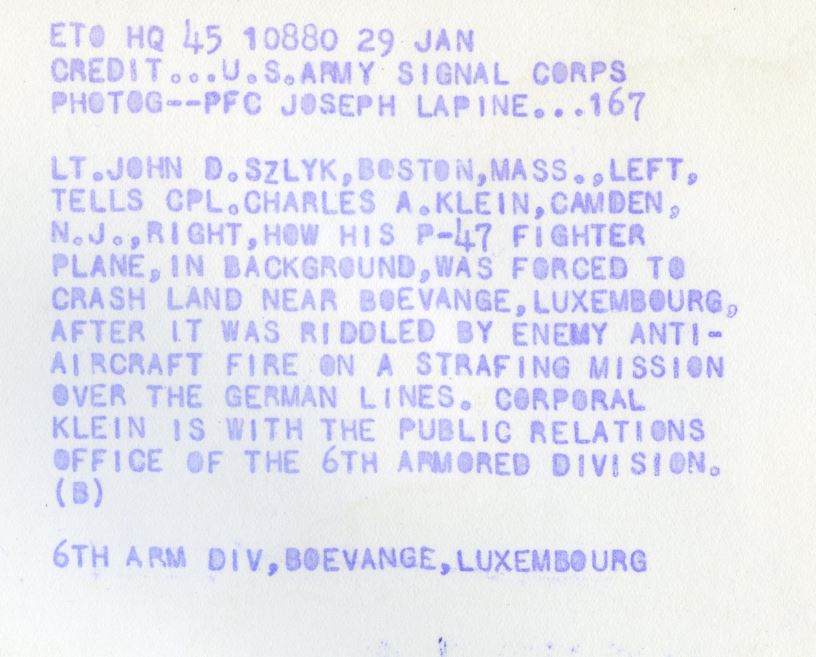 ETO HQ 45 10880 29 JAN
CREDIT...U.S.ARMY SIGNAL CORPS
PHOTOG--PFC JOSEPH LAPINE...167
LT.JOHN D.SZLYK,BOSTON,MASS.,LEFT,
TELLS CPL.CHARLES A.KLEIN,CAMDEN,
N.J.,RIGHT,HOW HIS P-47 FIGHTER
PLANE,IN BACKGROUND,WAS FORCED TO
CRASH LAND NEAR BOEVANGE,LUXEMBOURG,
AFTER IT WAS RIDDLED BY ENEMY ANTI-
AIRCRAFT FIRE ON A STRAFING MISSION
OVER THE GERMAN LINES. CORPORAL
KLEIN IS WITH THE PUBLIC RELATIONS
OFFICE OF THE 6TH ARMORED DIVISION.
(B)
6TH ARM DIV,BOEVANGE,LUXEMBOURG